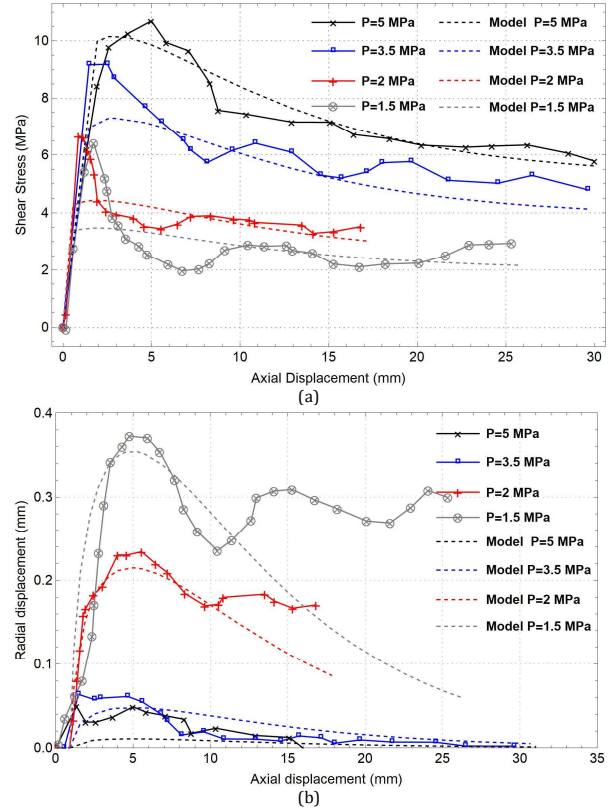 P=5 MPa
P=3.5 MPa
P=2 MPa
P=1.5 MPa
Model P=5 MPa
Model P=3.5 MPa
Model P=2 MPa
Model P=1.5 MPa
10
8
6
4
2
0
Shear Stress (MPa)
0 5 10 15 20 25 30
Axial Displacement (mm)
(a)
P=5 MPa
P=3.5 MPa
P=2 MPa
P=1.5 MPa
Model P=5 MPa
Model P=3.5 MPa
Model P=2 MPa
Model P=1.5 MPa
0.4
0.3
0.2
0.1
0.0
Radial displacement (mm)
0 5 10 15 20 25 30 35
Axial displacement (mm)
(b)